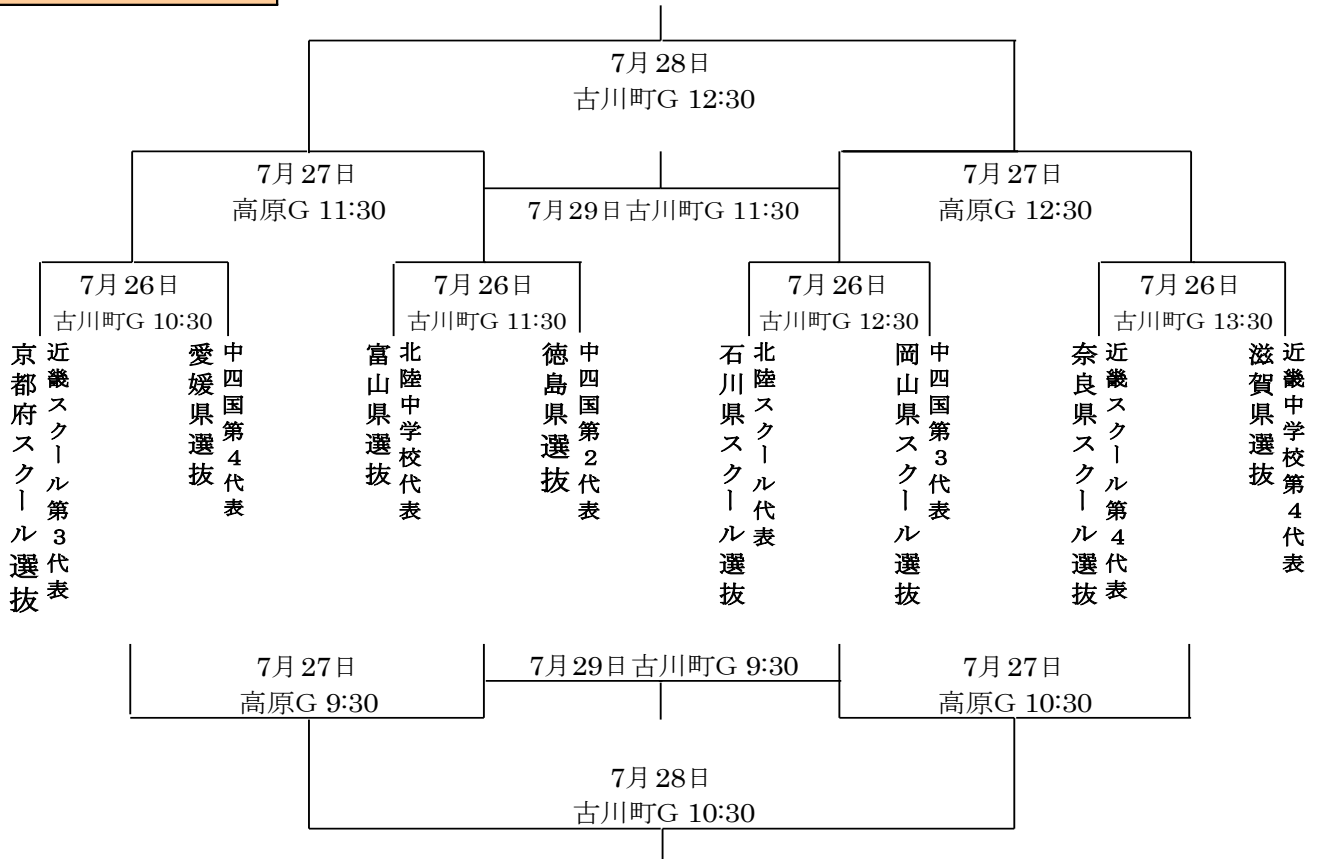 7月28日
古川町G 12:30
7月27日
高原G 11:30
7月29日古川町G 11:30
7月27日
高原G 12:30
7月26日
古川町G 10:30
7月26日
古川町G 11:30
7月26日
古川町G 12:30
7月26日
古川町G 13:30
京都府スクール選抜
近畿スクール第3代表
愛媛県選抜
中四国第4代表
富山県選抜
北陸中学校代表
徳島県選抜
中四国第2代表
石川県スクール選抜
北陸スクール代表
岡山県スクール選抜
中四国第3代表
奈良県スクール選抜
近畿スクール第4代表
滋賀県選抜
近畿中学校第4代表
7月27日
高原G 9:30
7月29日古川町G 9:30
7月27日
高原G 10:30
7月28日
古川町G 10:30